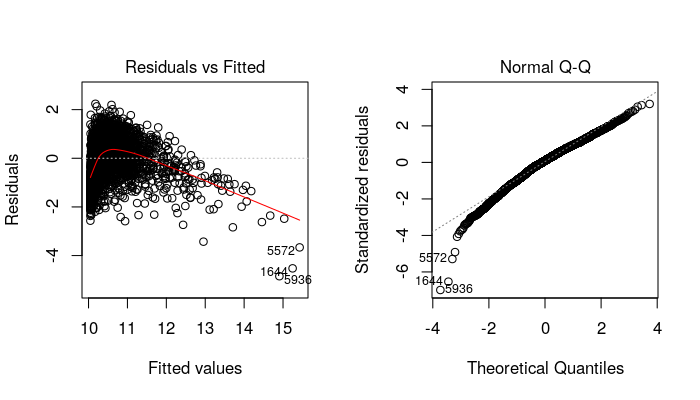 Residuals vs Fitted
Residuals
2
0
-2
-4
5572
1644
5936
10 11 12 13 14 15
Fitted values
Normal Q-Q
Standardized residuals
4
2
0
-2
-4
-6
5572
1644
5936
-4 -2 0 2 4
Theoretical Quantiles